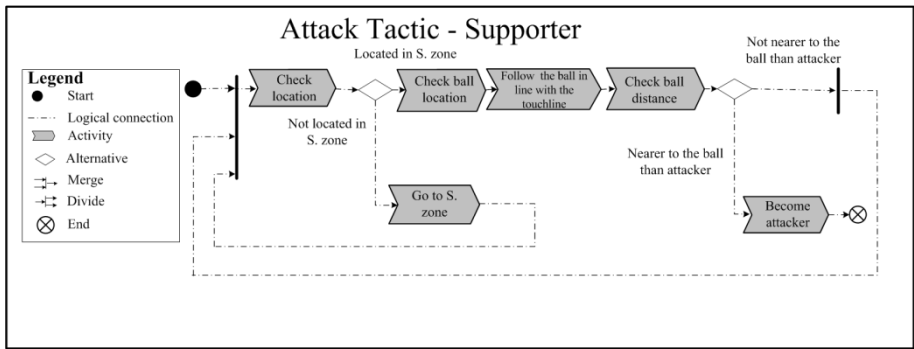 Attack Tactic - Supporter
Legend
Start
Logical connection
Activity
Alternative
Merge
Divide
End
Check
location
Located in S. zone
Not located in
S. zone
Check ball
location
Follow the ball in
line with the
touchline
Check ball
distance
Not nearer to the
ball than attacker
Nearer to the ball
than attacker
Go to S.
zone
Become
attacker